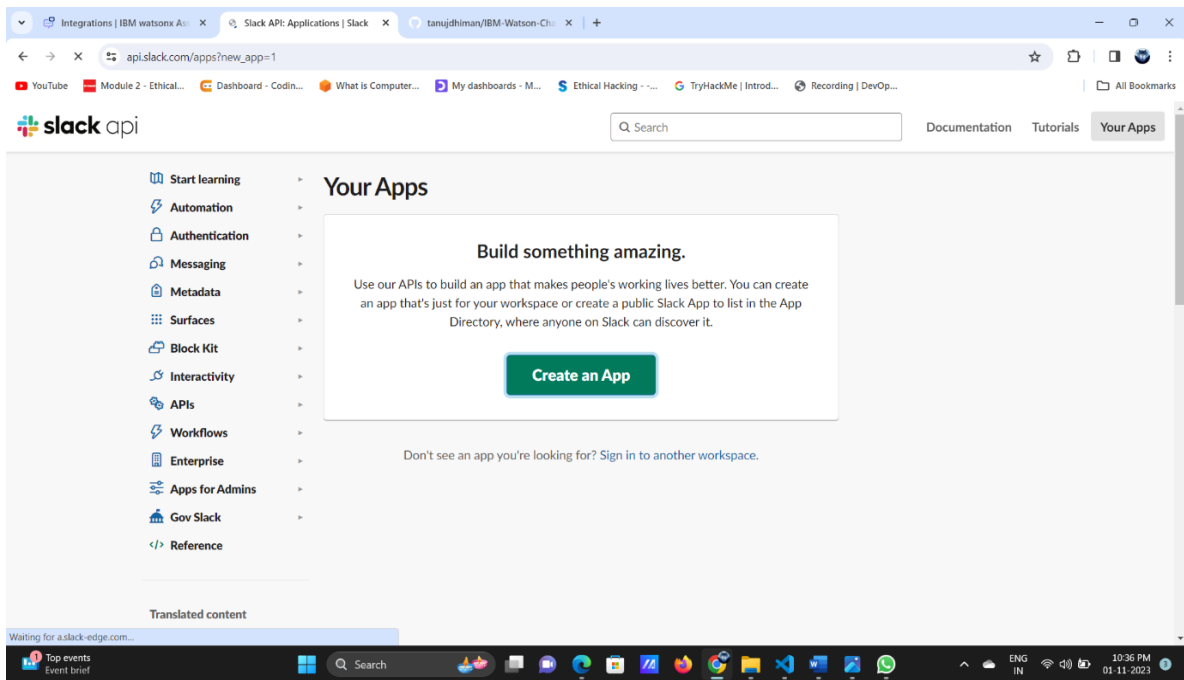 Integrations | IBM watsonx Ass
Slack API: Applications | Slack
tanujdhiman/IBM-Watson-Cha
api.slack.com/apps?new_app=1
YouTube
Module 2 - Ethical...
Dashboard - Codin...
What is Computer...
My dashboards - M...
Ethical Hacking - -...
TryHackMe | Introd...
Recording | DevOp...
All Bookmarks
slack api
Search
Documentation
Tutorials
Your Apps
Start learning
Automation
Authentication
Messaging
Metadata
Surfaces
Block Kit
Interactivity
APIs
Workflows
Enterprise
Apps for Admins
Gov Slack
Reference
Translated content
Your Apps
Build something amazing.
Use our APIs to build an app that makes people's working lives better. You can create
an app that's just for your workspace or create a public Slack App to list in the App
Directory, where anyone on Slack can discover it.
Create an App
Don't see an app you're looking for? Sign in to another workspace.
Waiting for a.slack-edge.com...
1
Top events
Event brief
Search
ENG
IN
10:36 PM
01-11-2023
3